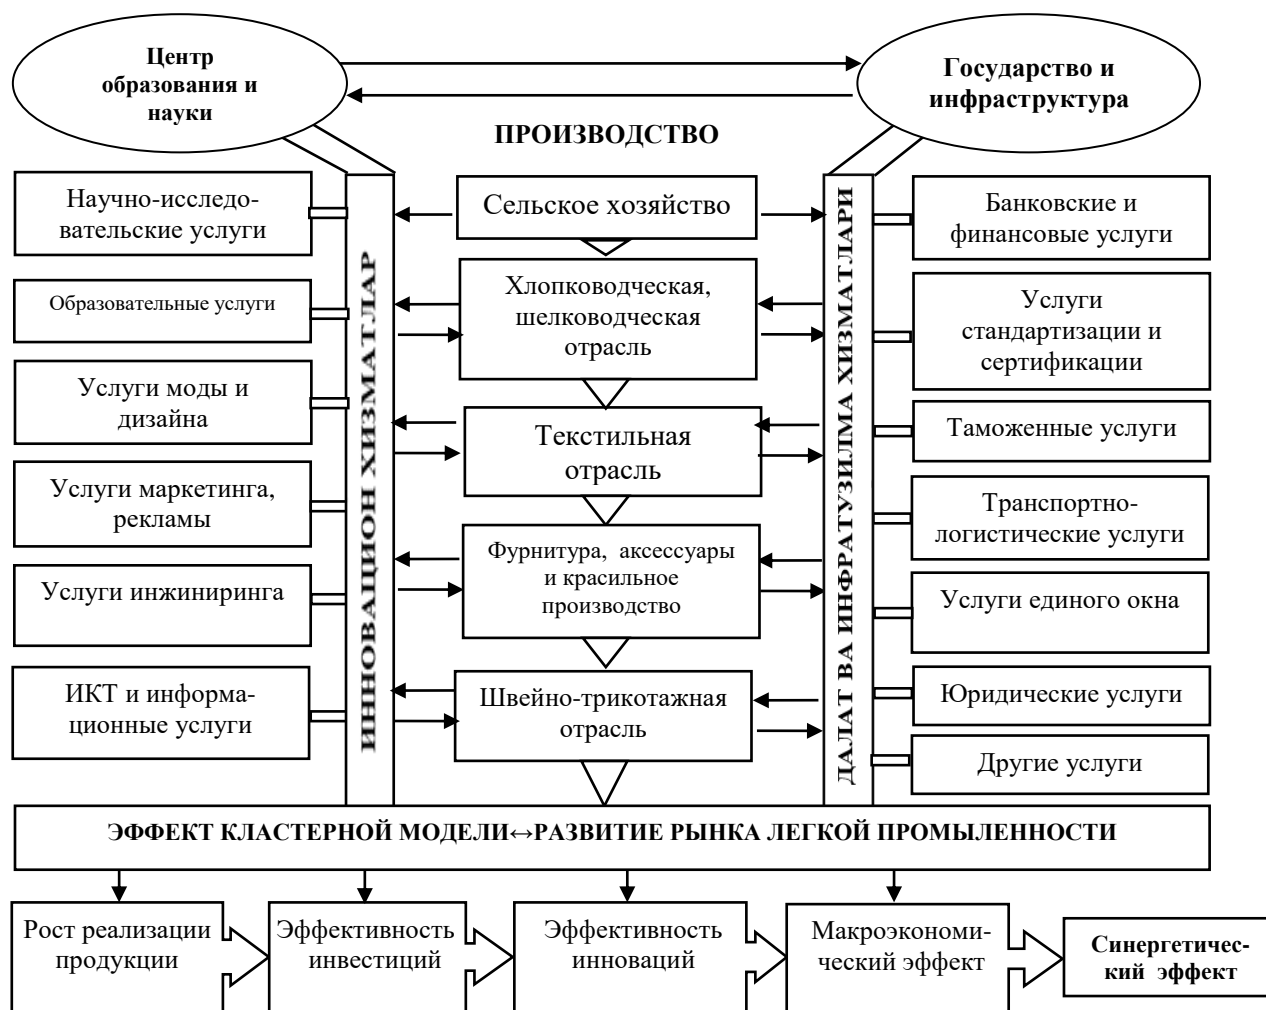 Центр
образования и
науки
Государство и
инфраструктура
ПРОИЗВОДСТВО
Научно-исследо-
вательские услуги
Образовательные услуги
Услуги моды и
дизайна
Услуги маркетинга,
рекламы
Услуги инжиниринга
ИКТ и информа-
ционные услуги
ИННОВАЦИОН ХИЗМАТЛАР
Сельское хозяйство
Хлопководческая,
шелководческая
отрасль
Текстильная
отрасль
Фурнитура, аксессуары
и красильное
производство
Швейно-трикотажная
отрасль
ДАЛАТ ВА ИНФРАТУЗИЛМА ХИЗМАТЛАРИ
Банковские и
финансовые услуги
Услуги
стандартизации и
сертификации
Таможенные услуги
Транспортно-
логистические услуги
Услуги единого окна
Юридические услуги
Другие услуги
ЭФФЕКТ КЛАСТЕРНОЙ МОДЕЛИ↔РАЗВИТИЕ РЫНКА ЛЕГКОЙ ПРОМЫЛЕННОСТИ
Рост реализации
продукции
Эффективность
инвестиций
Эффективность
инноваций
Макроэкономи-
ческий эффект
Синергетичес-
кий эффект